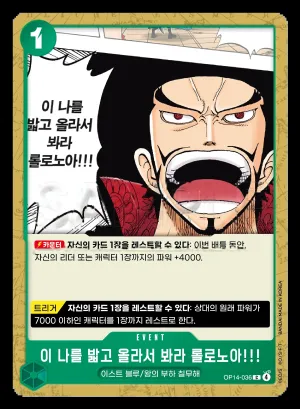 1
이 나를
밟고 올라서
봐라
롤로노아!!!
카운터 자신의 카드 1장을 레스트할 수 있다: 이번 배틀 동안,
자신의 리더 또는 캐릭터 1장까지의 파워 +4000.
트리거 자신의 카드 1장을 레스트할 수 있다: 상대의 원래 파워가
7000 이하인 캐릭터를 1장까지 레스트로 한다.
EVENT
이 나를 밟고 올라서 봐라 롤로노아!!!
OP14-036
이스트 블루/왕의 부하 칠무해